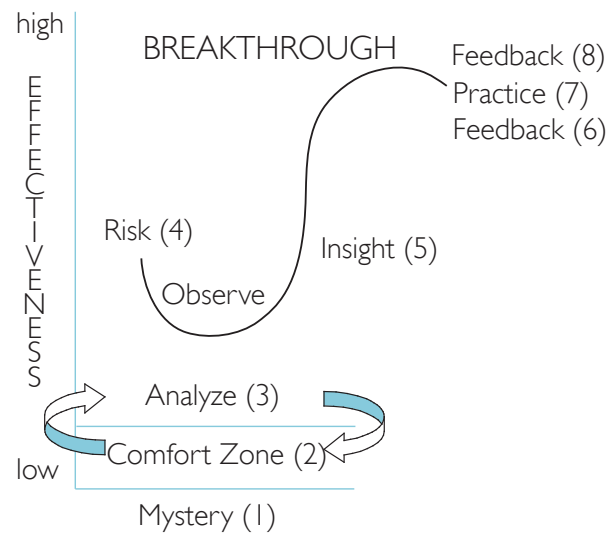 high
BREAKTHROUGH
Feedback (8)
Practice (7)
Feedback (6)
EFFECTIVENESS
Risk (4)
Insight (5)
Observe
Analyze (3)
Comfort Zone (2)
low
Mystery (1)